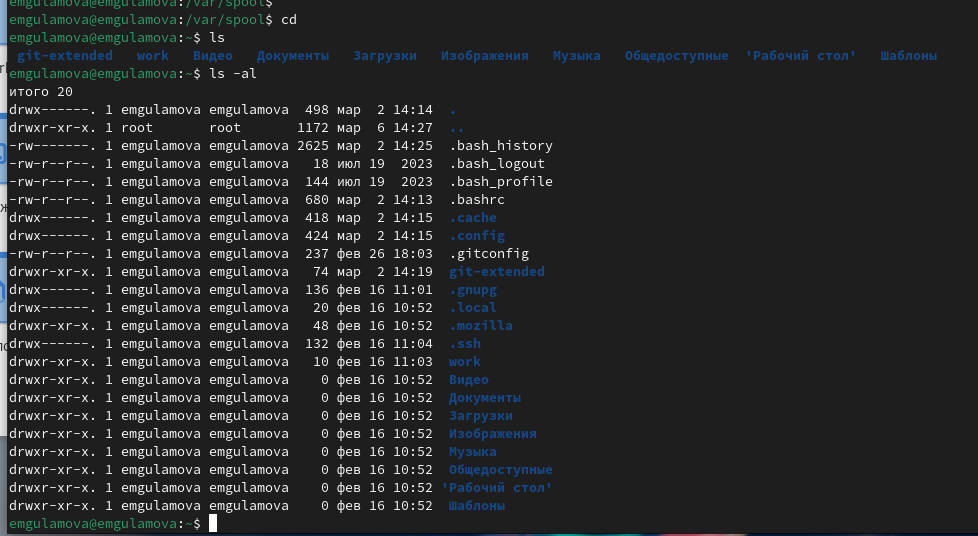 emgulamova@emgulamova:/var/spool$
emgulamova@emgulamova:/var/spool$ cd
emgulamova@emgulamova:~$ ls
git-extended work Видео Документы Загрузки Изображения Музыка Общедоступные 'Рабочий стол' Шаблоны
emgulamova@emgulamova:~$ ls -al
итого 20
drwx------. 1 emgulamova emgulamova 498 мар 2 14:14 .
drwxr-xr-x. 1 root root 1172 мар 6 14:27 ..
-rw-------. 1 emgulamova emgulamova 2625 мар 2 14:25 .bash_history
-rw-r--r--. 1 emgulamova emgulamova 18 июл 19 2023 .bash_logout
-rw-r--r--. 1 emgulamova emgulamova 144 июл 19 2023 .bash_profile
-rw-r--r--. 1 emgulamova emgulamova 680 мар 2 14:13 .bashrc
drwx------. 1 emgulamova emgulamova 418 мар 2 14:15 .cache
drwx------. 1 emgulamova emgulamova 424 мар 2 14:15 .config
-rw-r--r--. 1 emgulamova emgulamova 237 фев 26 18:03 .gitconfig
drwxr-xr-x. 1 emgulamova emgulamova 74 мар 2 14:19 git-extended
drwx------. 1 emgulamova emgulamova 136 фев 16 11:01 .gnupg
drwx------. 1 emgulamova emgulamova 20 фев 16 10:52 .local
drwxr-xr-x. 1 emgulamova emgulamova 48 фев 16 10:52 .mozilla
drwx------. 1 emgulamova emgulamova 132 фев 16 11:04 .ssh
drwxr-xr-x. 1 emgulamova emgulamova 10 фев 16 11:03 work
drwxr-xr-x. 1 emgulamova emgulamova 0 фев 16 10:52 Видео
drwxr-xr-x. 1 emgulamova emgulamova 0 фев 16 10:52 Документы
drwxr-xr-x. 1 emgulamova emgulamova 0 фев 16 10:52 Загрузки
drwxr-xr-x. 1 emgulamova emgulamova 0 фев 16 10:52 Изображения
drwxr-xr-x. 1 emgulamova emgulamova 0 фев 16 10:52 Музыка
drwxr-xr-x. 1 emgulamova emgulamova 0 фев 16 10:52 Общедоступные
drwxr-xr-x. 1 emgulamova emgulamova 0 фев 16 10:52 'Рабочий стол'
drwxr-xr-x. 1 emgulamova emgulamova 0 фев 16 10:52 Шаблоны
emgulamova@emgulamova:~$